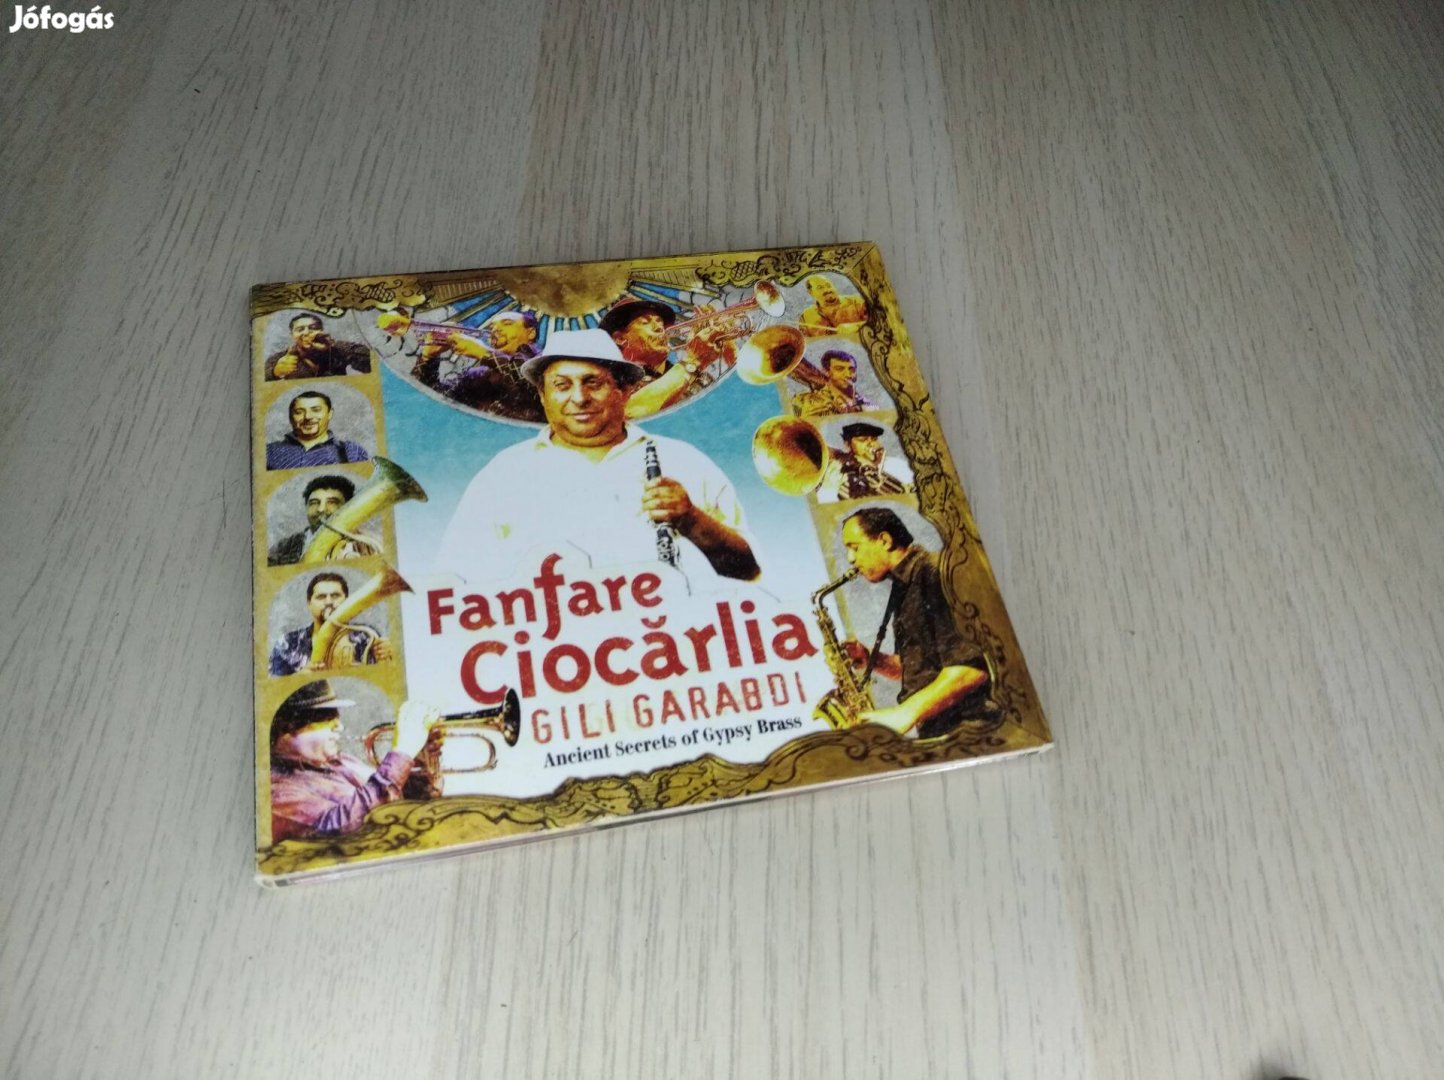 Jófogás
Fanfare
Ciocărlia
GILI GARABDI
Ancient Secrets of Gypsy Brass